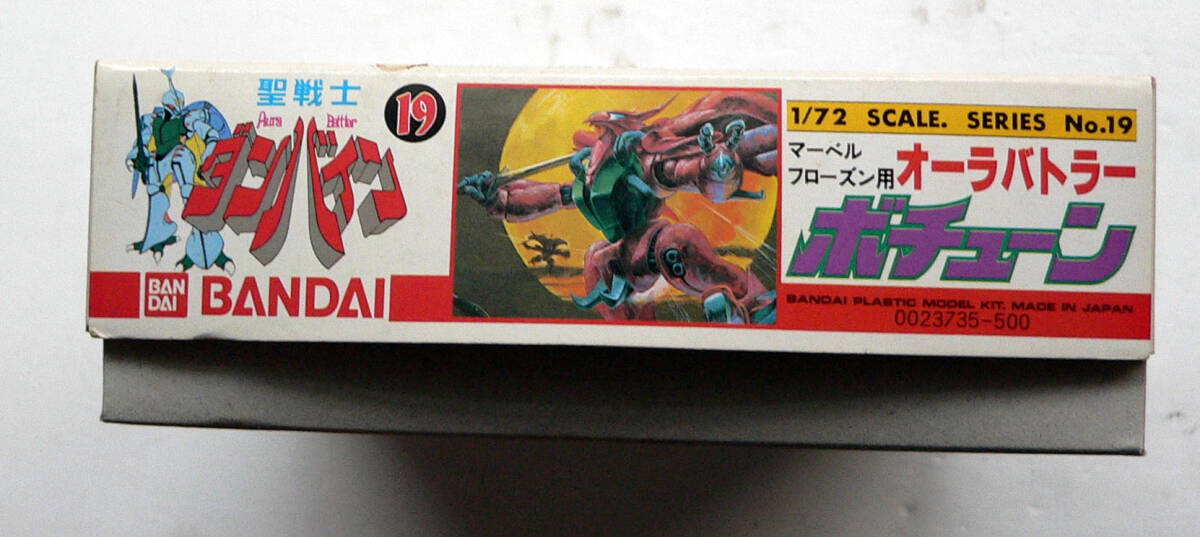 聖戦士
Aura Battler
ダンバイン
19
BAN
DAI
BANDAI
1/72 SCALE. SERIES No.19
マーベル
フローズン用
オーラバトラー
ボチューン
BANDAI PLASTIC MODEL KIT. MADE IN JAPAN
0023735-500